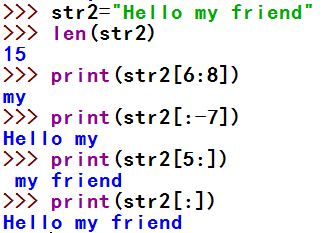 >>> str2="Hello my friend"
>>> len(str2)
15
>>> print(str2[6:8])
my
>>> print(str2[:-7])
Hello my
>>> print(str2[5:])
 my friend
>>> print(str2[:])
Hello my friend